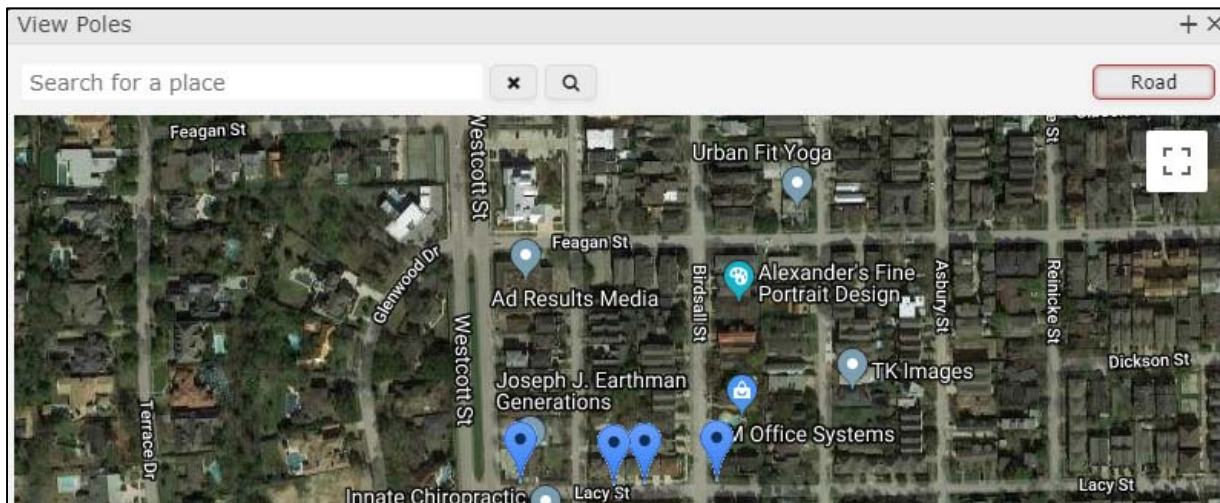 View Poles
Search for a place
Road
Feagan St
Westcott St
Urban Fit Yoga
Feagan St
Glenwood Dr
Ad Results Media
Birdsall St
Alexander's Fine
Portrait Design
Asbury St
Reinicke St
Westcott St
Dickson St
TK Images
Joseph J. Earthman
Generations
Terrace Dr
M Office Systems
Innate Chiropractic
Lacy St
Lacy St